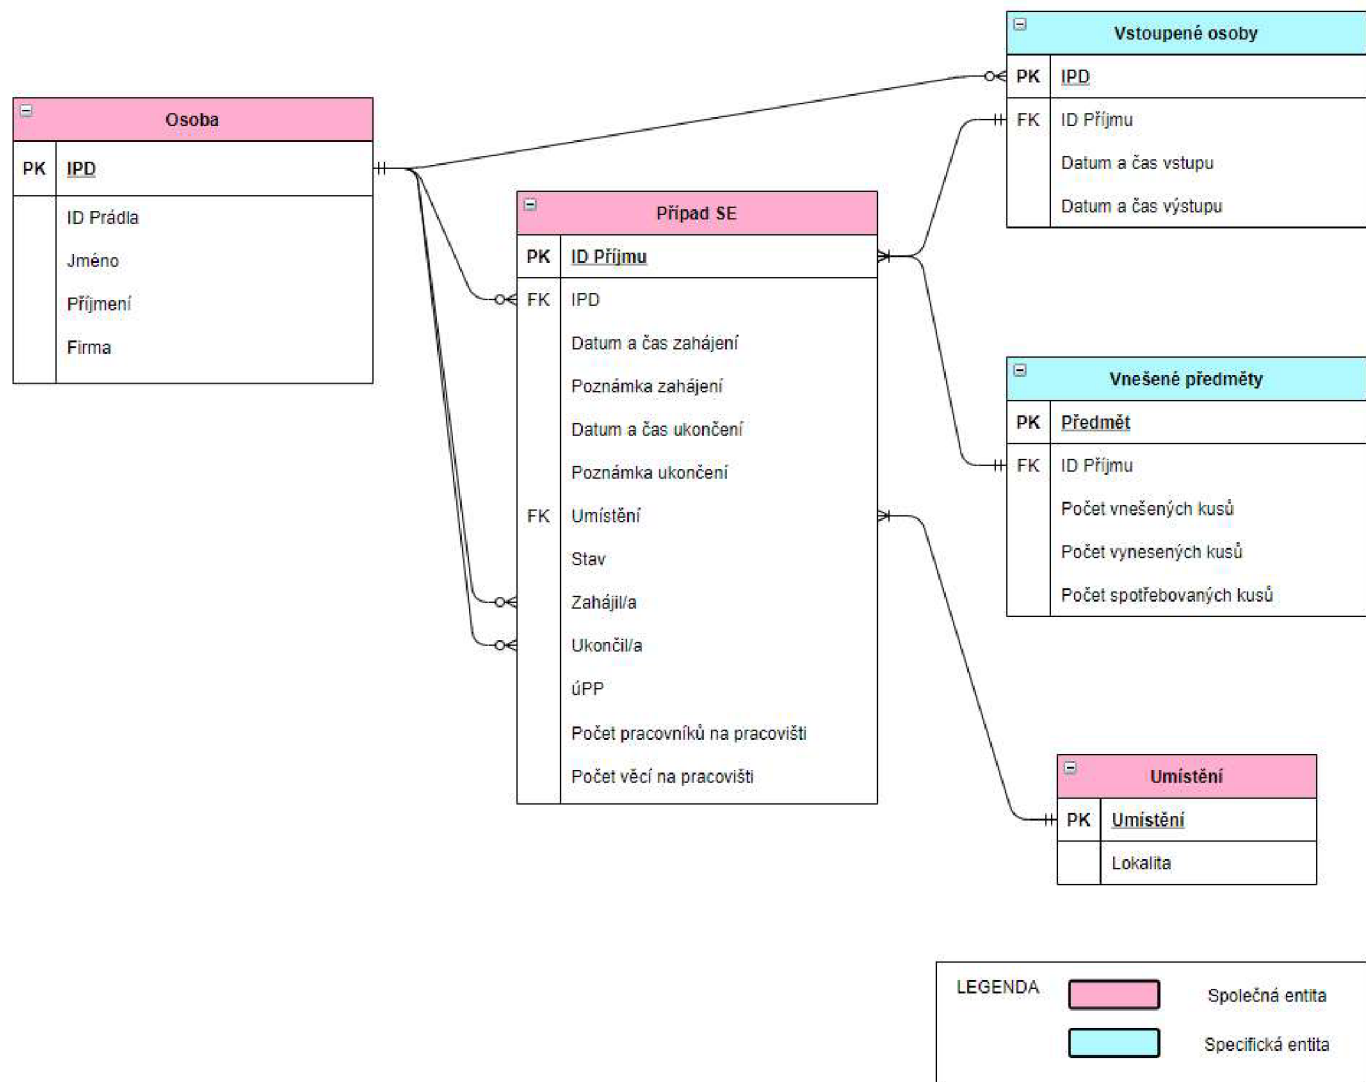 Osoba
PK IPD
ID Prádla
Jméno
Příjmení
Firma
Případ SE
PK ID Příjmu
FK IPD
Datum a čas zahájení
Poznámka zahájení
Datum a čas ukončení
Poznámka ukončení
FK Umístění
Stav
Zahájil/a
Ukončil/a
úPP
Počet pracovníků na pracovišti
Počet věcí na pracovišti
Vstoupené osoby
PK IPD
FK ID Příjmu
Datum a čas vstupu
Datum a čas výstupu
Vnešené předměty
PK Předmět
FK ID Příjmu
Počet vnešených kusů
Počet vynesených kusů
Počet spotřebovaných kusů
Umístění
PK Umístění
Lokalita
LEGENDA
Společná entita
Specifická entita